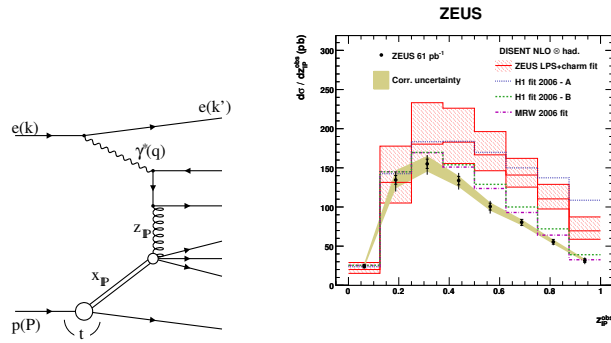 e(k)
e(k')
γ*(q)
z_IP
x_IP
p(P)
t
ZEUS
dσ / dz_IP^obs (pb)
300
250
200
150
100
50
0
ZEUS 61 pb⁻¹
Corr. uncertainty
DISENT NLO ⊗ had.
ZEUS LPS+charm fit
H1 fit 2006 - A
H1 fit 2006 - B
MRW 2006 fit
0 0.2 0.4 0.6 0.8 1
z_IP^obs